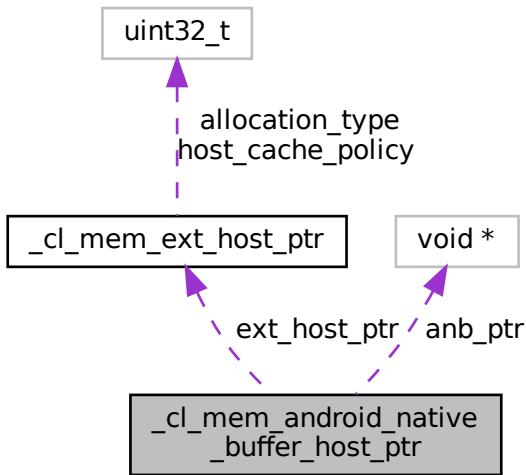 uint32_t
allocation_type
host_cache_policy
_cl_mem_ext_host_ptr
void *
ext_host_ptr
anb_ptr
_cl_mem_android_native
_buffer_host_ptr